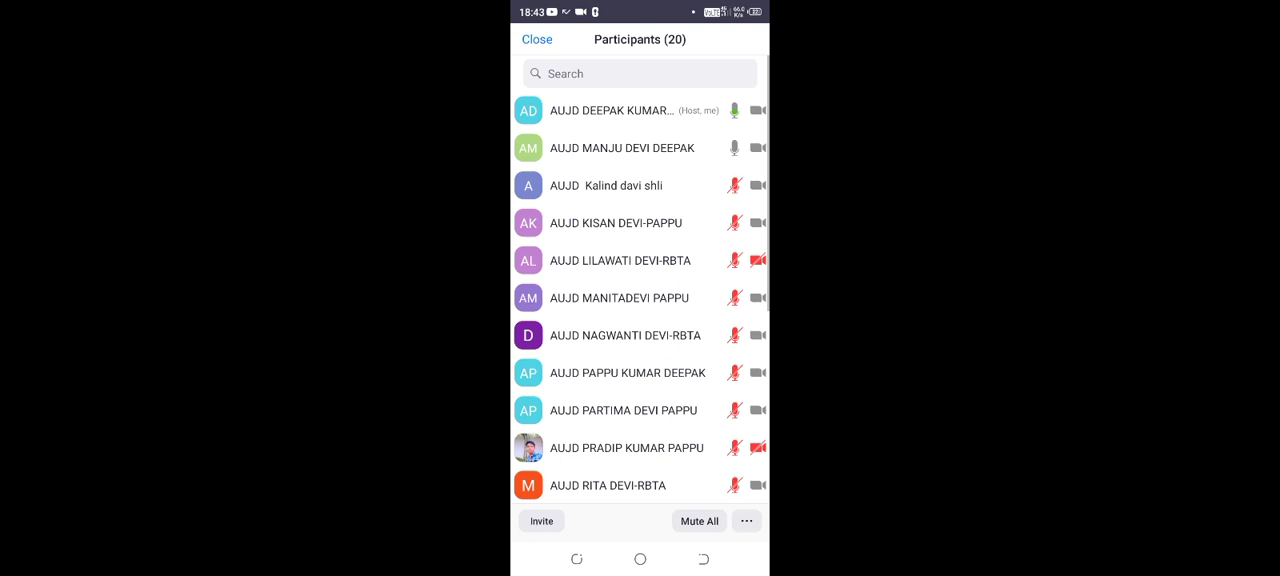 18:43
Close Participants (20)
Search
AD AUJD DEEPAK KUMAR... (Host, me)
AM AUJD MANJU DEVI DEEPAK
A AUJD Kalind davi shli
AK AUJD KISAN DEVI-PAPPU
AL AUJD LILAWATI DEVI-RBTA
AM AUJD MANITADEVI PAPPU
D AUJD NAGWANTI DEVI-RBTA
AP AUJD PAPPU KUMAR DEEPAK
AP AUJD PARTIMA DEVI PAPPU
AUJD PRADIP KUMAR PAPPU
M AUJD RITA DEVI-RBTA
Invite Mute All ...